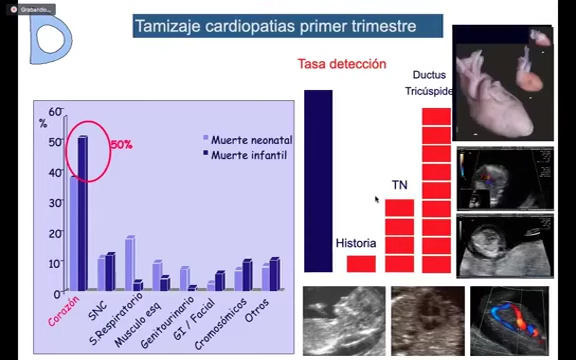 Tamizaje cardiopatias primer trimestre
Tasa detección
Ductus
Tricúspide
TN
Historia
%
60
50
40
30
20
10
0
50%
Muerte neonatal
Muerte infantil
Corazón
SNC
S.Respiratorio
Musculo esq
Genitourinario
GI / Facial
Cromosómicos
Otros